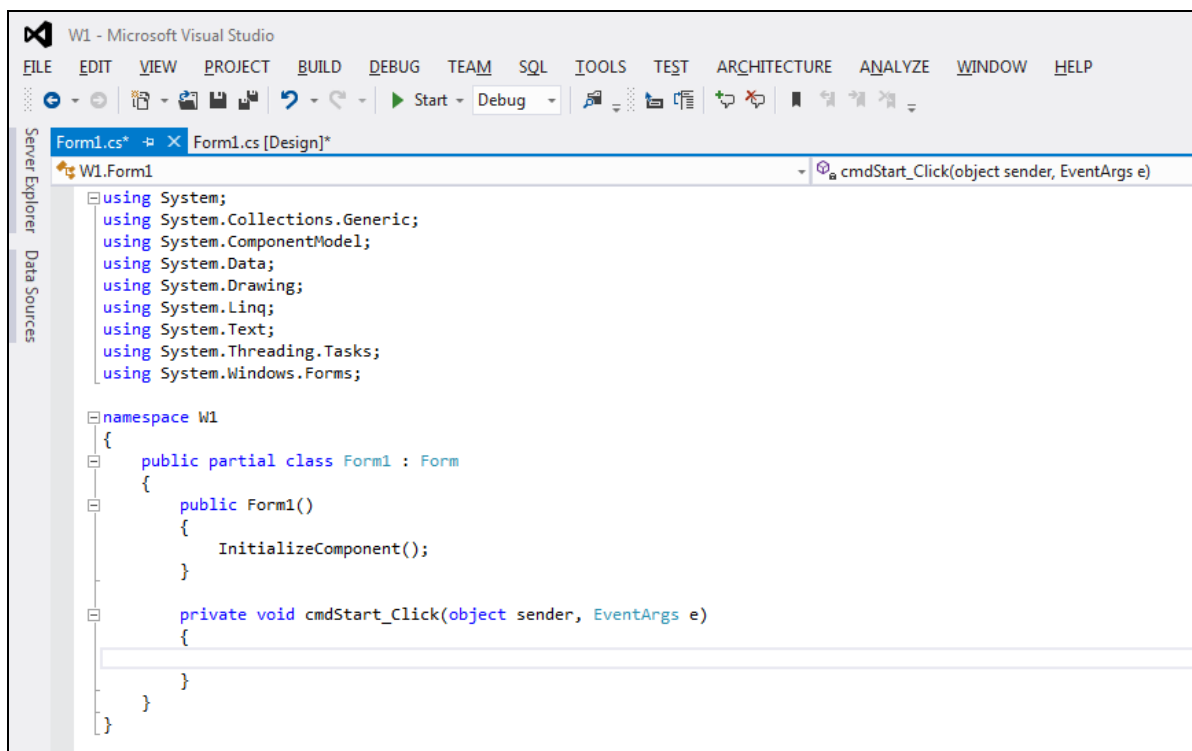 W1 - Microsoft Visual Studio
FILE EDIT VIEW PROJECT BUILD DEBUG TEAM SQL TOOLS TEST ARCHITECTURE ANALYZE WINDOW HELP
Start Debug
Server Explorer
Data Sources
Form1.cs* Form1.cs [Design]*
W1.Form1 cmdStart_Click(object sender, EventArgs e)
using System;
using System.Collections.Generic;
using System.ComponentModel;
using System.Data;
using System.Drawing;
using System.Linq;
using System.Text;
using System.Threading.Tasks;
using System.Windows.Forms;
namespace W1
{
public partial class Form1 : Form
{
public Form1()
{
InitializeComponent();
}
private void cmdStart_Click(object sender, EventArgs e)
{
}
}
}